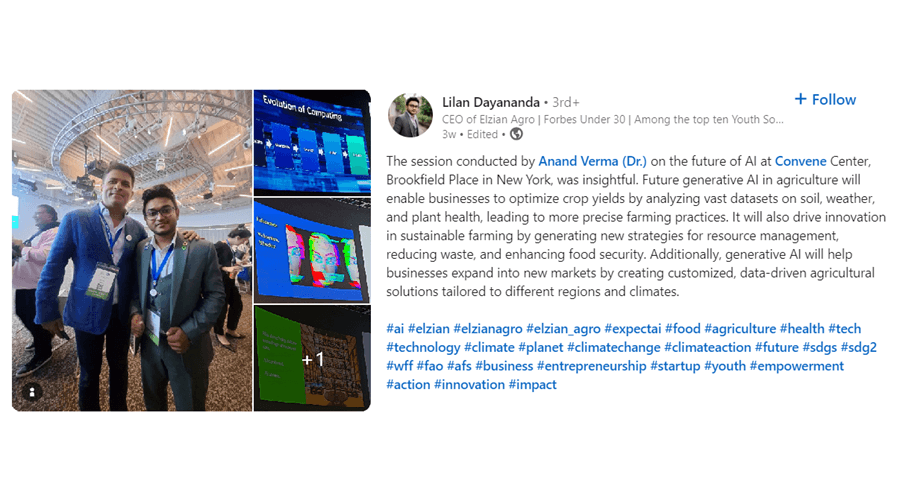 Evolution of Computing
+1
Lilan Dayananda • 3rd+
+ Follow
CEO of Elzian Agro | Forbes Under 30 | Among the top ten Youth So...
3w • Edited •
The session conducted by Anand Verma (Dr.) on the future of AI at Convene Center,
Brookfield Place in New York, was insightful. Future generative AI in agriculture will
enable businesses to optimize crop yields by analyzing vast datasets on soil, weather,
and plant health, leading to more precise farming practices. It will also drive innovation
in sustainable farming by generating new strategies for resource management,
reducing waste, and enhancing food security. Additionally, generative AI will help
businesses expand into new markets by creating customized, data-driven agricultural
solutions tailored to different regions and climates.
#ai #elzian #elzianagro #elzian_agro #expectai #food #agriculture #health #tech
#technology #climate #planet #climatechange #climateaction #future #sdgs #sdg2
#wff #fao #afs #business #entrepreneurship #startup #youth #empowerment
#action #innovation #impact